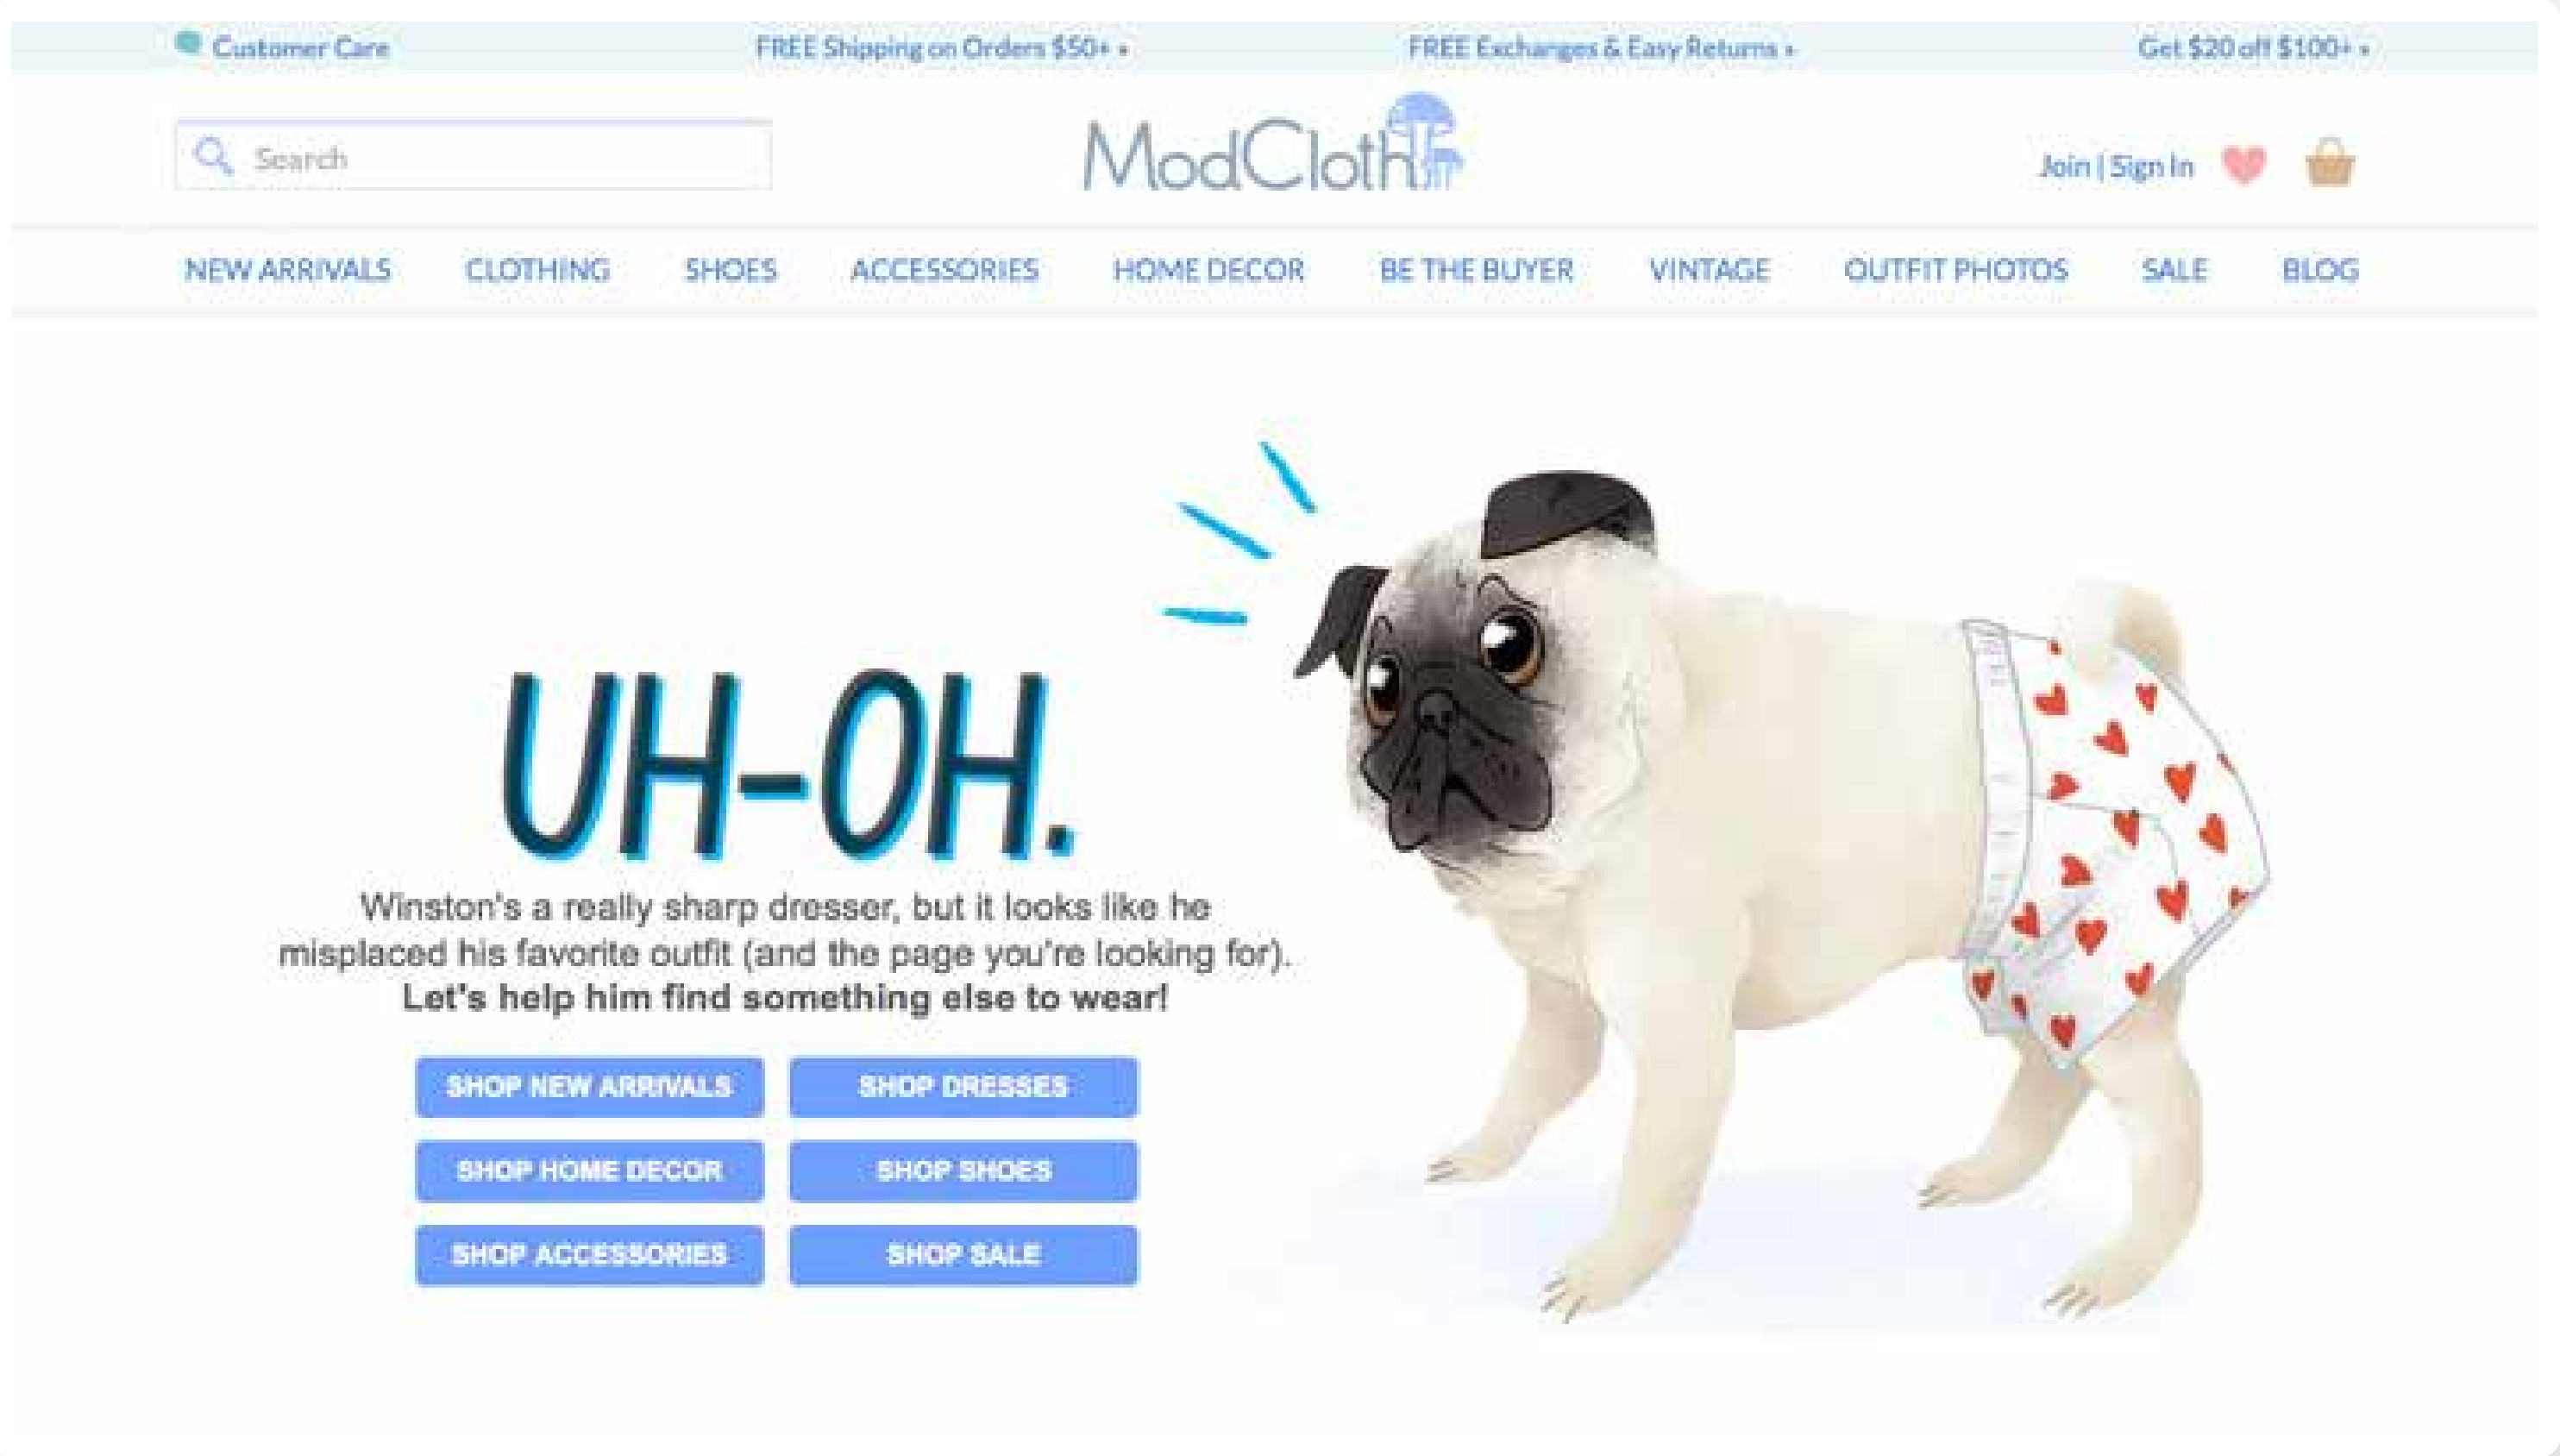 Customer Care
FREE Shipping on Orders $50+ »
FREE Exchanges & Easy Returns »
Get $20 off $100+ »
Search
ModCloth
Join | Sign In
NEW ARRIVALS
CLOTHING
SHOES
ACCESSORIES
HOME DECOR
BE THE BUYER
VINTAGE
OUTFIT PHOTOS
SALE
BLOG
UH-OH.
Winston's a really sharp dresser, but it looks like he
misplaced his favorite outfit (and the page you're looking for).
Let's help him find something else to wear!
SHOP NEW ARRIVALS
SHOP DRESSES
SHOP HOME DECOR
SHOP SHOES
SHOP ACCESSORIES
SHOP SALE